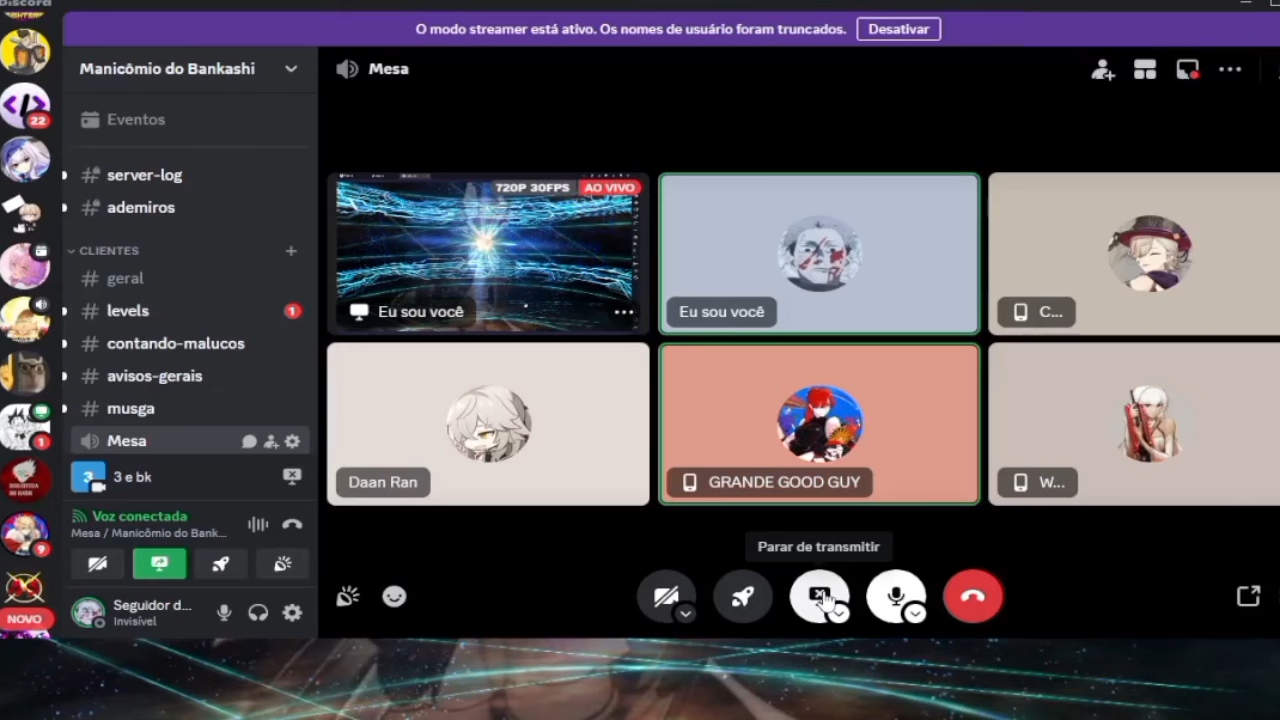 Discord
O modo streamer está ativo. Os nomes de usuário foram truncados.
Desativar
Manicômio do Bankashi
Mesa
Eventos
server-log
ademiros
CLIENTES
geral
levels
1
contando-malucos
avisos-gerais
musga
Mesa
3
3 e bk
Voz conectada
Mesa / Manicômio do Bank...
Seguidor d...
Invisível
22
1
9
NOVO
720P 30FPS
AO VIVO
Eu sou você
Eu sou você
C...
Daan Ran
GRANDE GOOD GUY
W...
Parar de transmitir